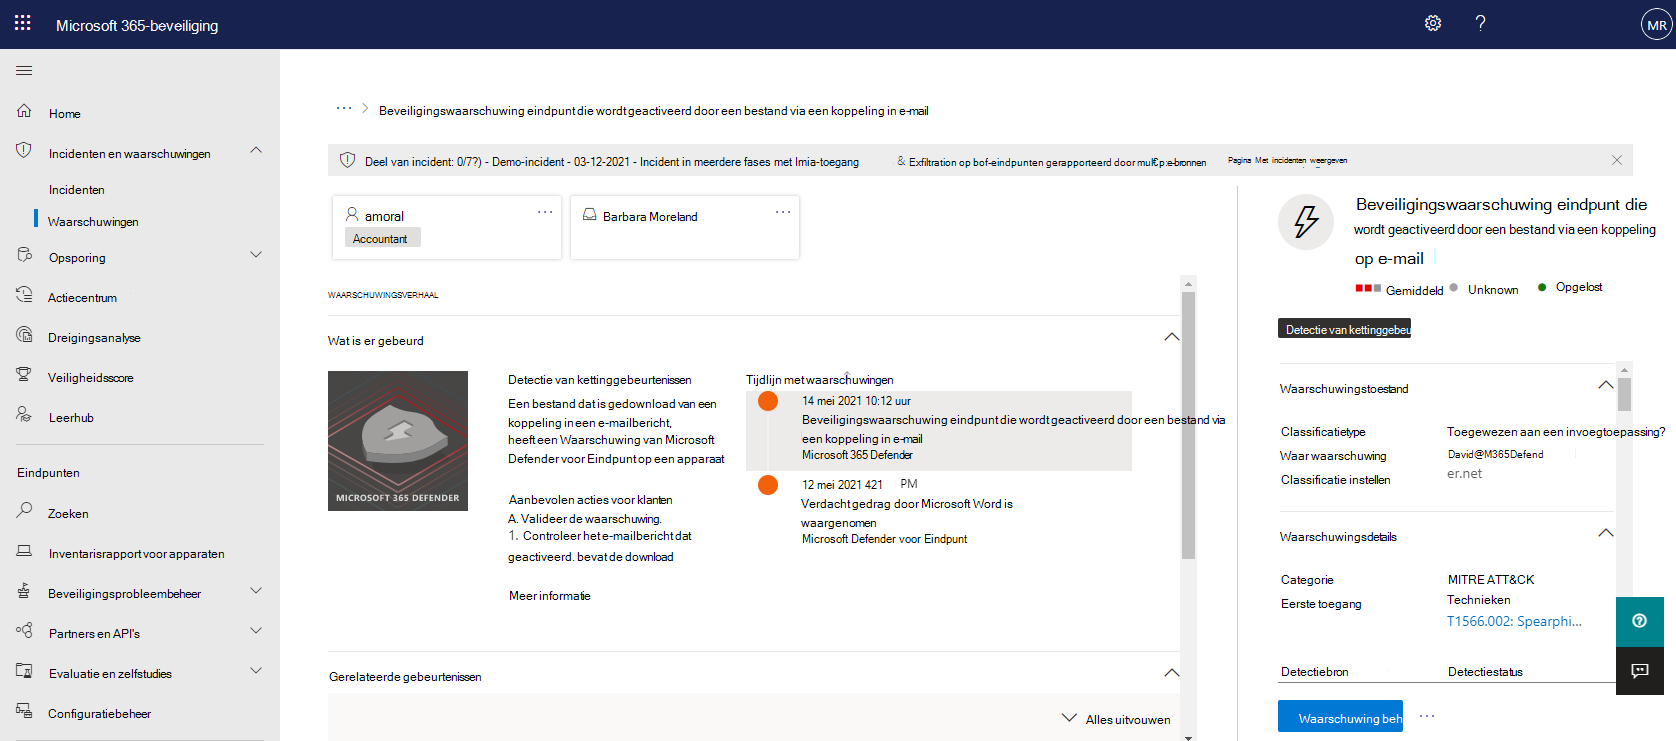 Microsoft 365-beveiliging
?
MR
Home
Incidenten en waarschuwingen
Incidenten
Waarschuwingen
Opsporing
Actiecentrum
Dreigingsanalyse
Veiligheidsscore
Leerhub
Eindpunten
Zoeken
Inventarisrapport voor apparaten
Beveiligingsprobleembeheer
Partners en API's
Evaluatie en zelfstudies
Configuratiebeheer
... > Beveiligingswaarschuwing eindpunt die wordt geactiveerd door een bestand via een koppeling in e-mail
Deel van incident: 0/7?) - Demo-incident - 03-12-2021 - Incident in meerdere fases met Imia-toegang & Exfiltration op bof-eindpunten gerapporteerd door Pagina Met incidenten weergeven
amoral
Accountant
Barbara Moreland
WAARSCHUWINGSVERHAAL
Wat is er gebeurd
MICROSOFT 365 DEFENDER
Detectie van kettinggebeurtenissen
Een bestand dat is gedownload van een
koppeling in een e-mailbericht,
heeft een Waarschuwing van Microsoft
Defender voor Eindpunt op een apparaat
Aanbevolen acties voor klanten
A. Valideer de waarschuwing.
1. Controleer het e-mailbericht dat
geactiveerd. bevat de download
Meer informatie
Tijdlijn met waarschuwingen
14 mei 2021 10:12 uur
Beveiligingswaarschuwing eindpunt die wordt geactiveerd door een bestand via
een koppeling in e-mail
Microsoft 365 Defender
12 mei 2021 421 PM
Verdacht gedrag door Microsoft Word is
waargenomen
Microsoft Defender voor Eindpunt
Gerelateerde gebeurtenissen
Alles uitvouwen
Beveiligingswaarschuwing eindpunt die
wordt geactiveerd door een bestand via een koppeling
op e-mail
Gemiddeld Unknown Opgelost
Detectie van kettinggebeu
Waarschuwingstoestand
Classificatietype Toegewezen aan een invoegtoepassing?
Waar waarschuwing David@M365Defend
Classificatie instellen er.net
Waarschuwingsdetails
Categorie MITRE ATT&CK
Eerste toegang Technieken
T1566.002: Spearphi...
Detectiebron Detectiestatus
Waarschuwing beh ...